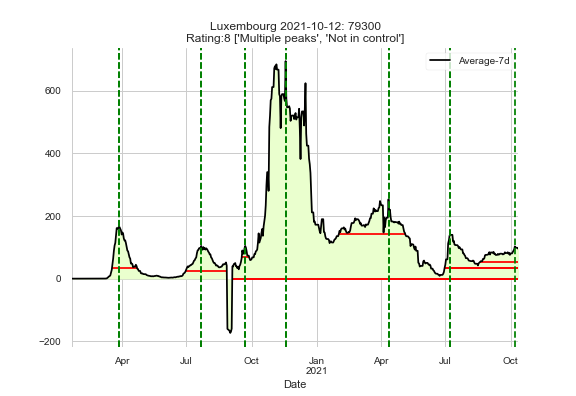 Luxembourg 2021-10-12: 79300
Rating:8 ['Multiple peaks', 'Not in control']
Average-7d
600
400
200
0
−200
Apr
Jul
Oct
Jan
2021
Apr
Jul
Oct
Date